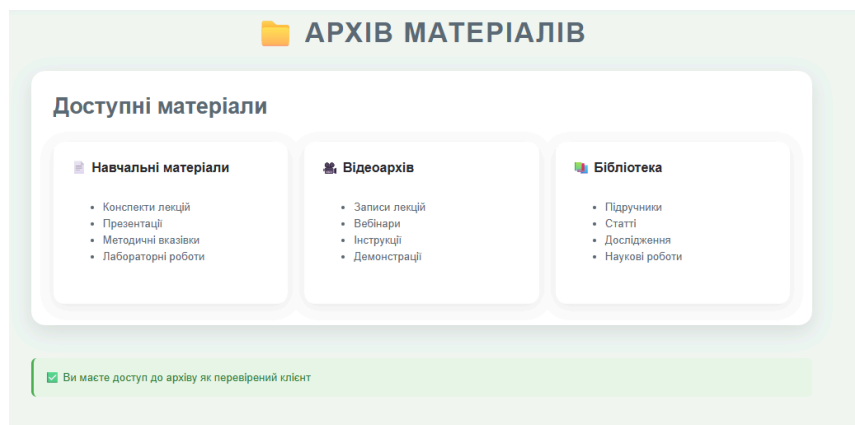 АРХІВ МАТЕРІАЛІВ
Доступні матеріали
Навчальні матеріали
Конспекти лекцій
Презентації
Методичні вказівки
Лабораторні роботи
Відеоархів
Записи лекцій
Вебінари
Інструкції
Демонстрації
Бібліотека
Підручники
Статті
Дослідження
Наукові роботи
Ви маєте доступ до архіву як перевірений клієнт